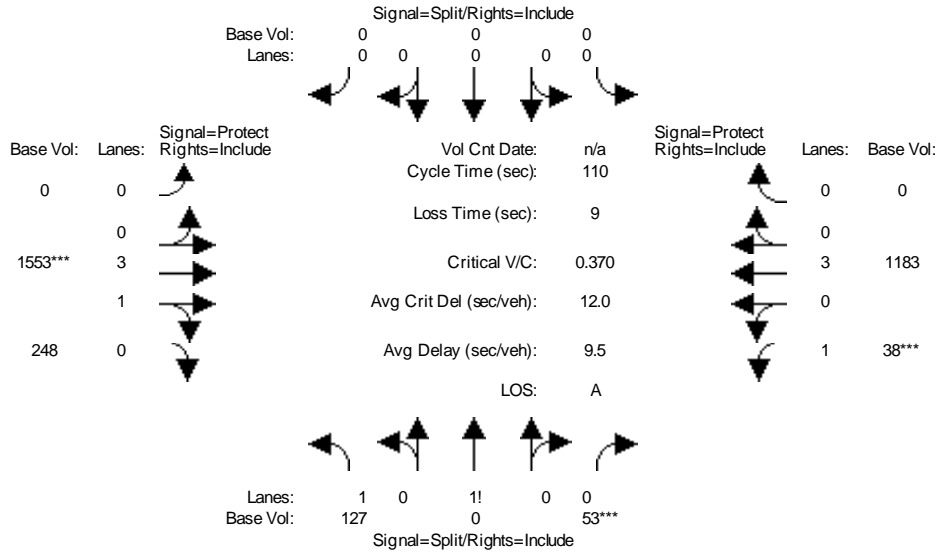 Signal=Split/Rights=Include
Base Vol: 0 0 0
Lanes: 0 0 0 0 0
Signal=Protect
Base Vol: Lanes: Rights=Include
Vol Cnt Date: n/a
Signal=Protect
Rights=Include Lanes: Base Vol:
Cycle Time (sec): 110
0 0
0 0
Loss Time (sec): 9
0
0
1553*** 3
Critical V/C: 0.370
3 1183
1
Avg Crit Del (sec/veh): 12.0
0
248 0
Avg Delay (sec/veh): 9.5
1 38***
LOS: A
Lanes: 1 0 1! 0 0
Base Vol: 127 0 53***
Signal=Split/Rights=Include